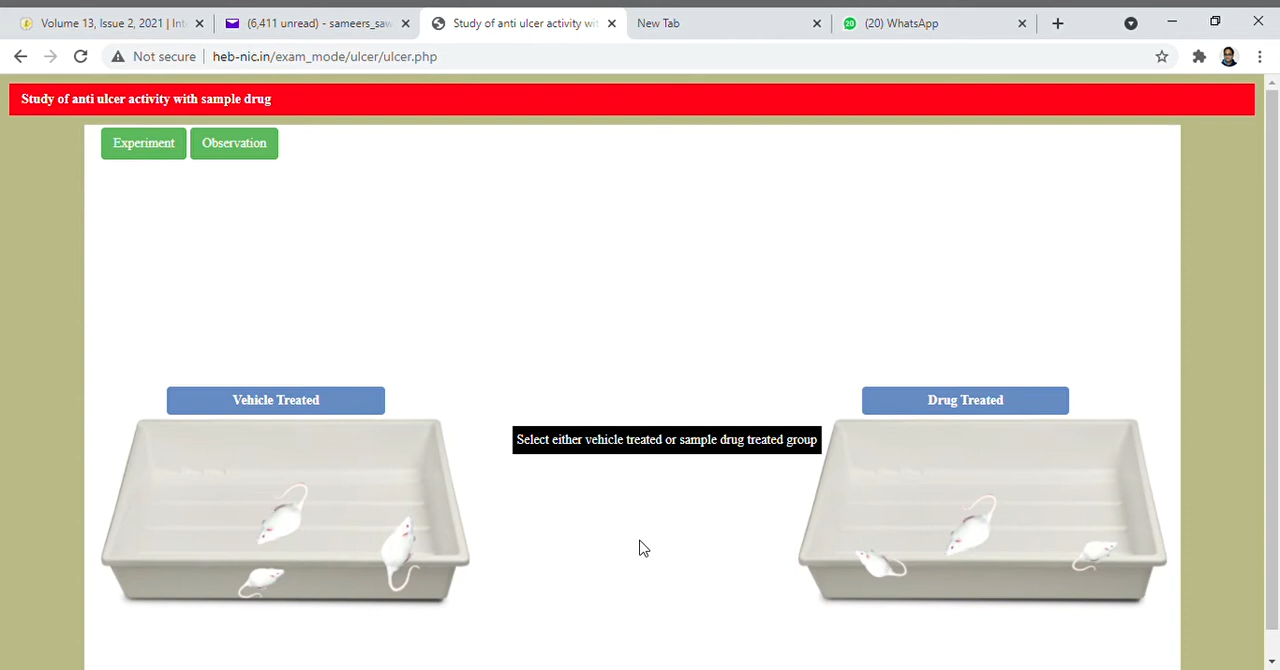 Volume 13, Issue 2, 2021 | Int
(6,411 unread) - sameers_saw
Study of anti ulcer activity wit
New Tab
20
(20) WhatsApp
Not secure
heb-nic.in/exam_mode/ulcer/ulcer.php
Study of anti ulcer activity with sample drug
Experiment
Observation
Vehicle Treated
Drug Treated
Select either vehicle treated or sample drug treated group